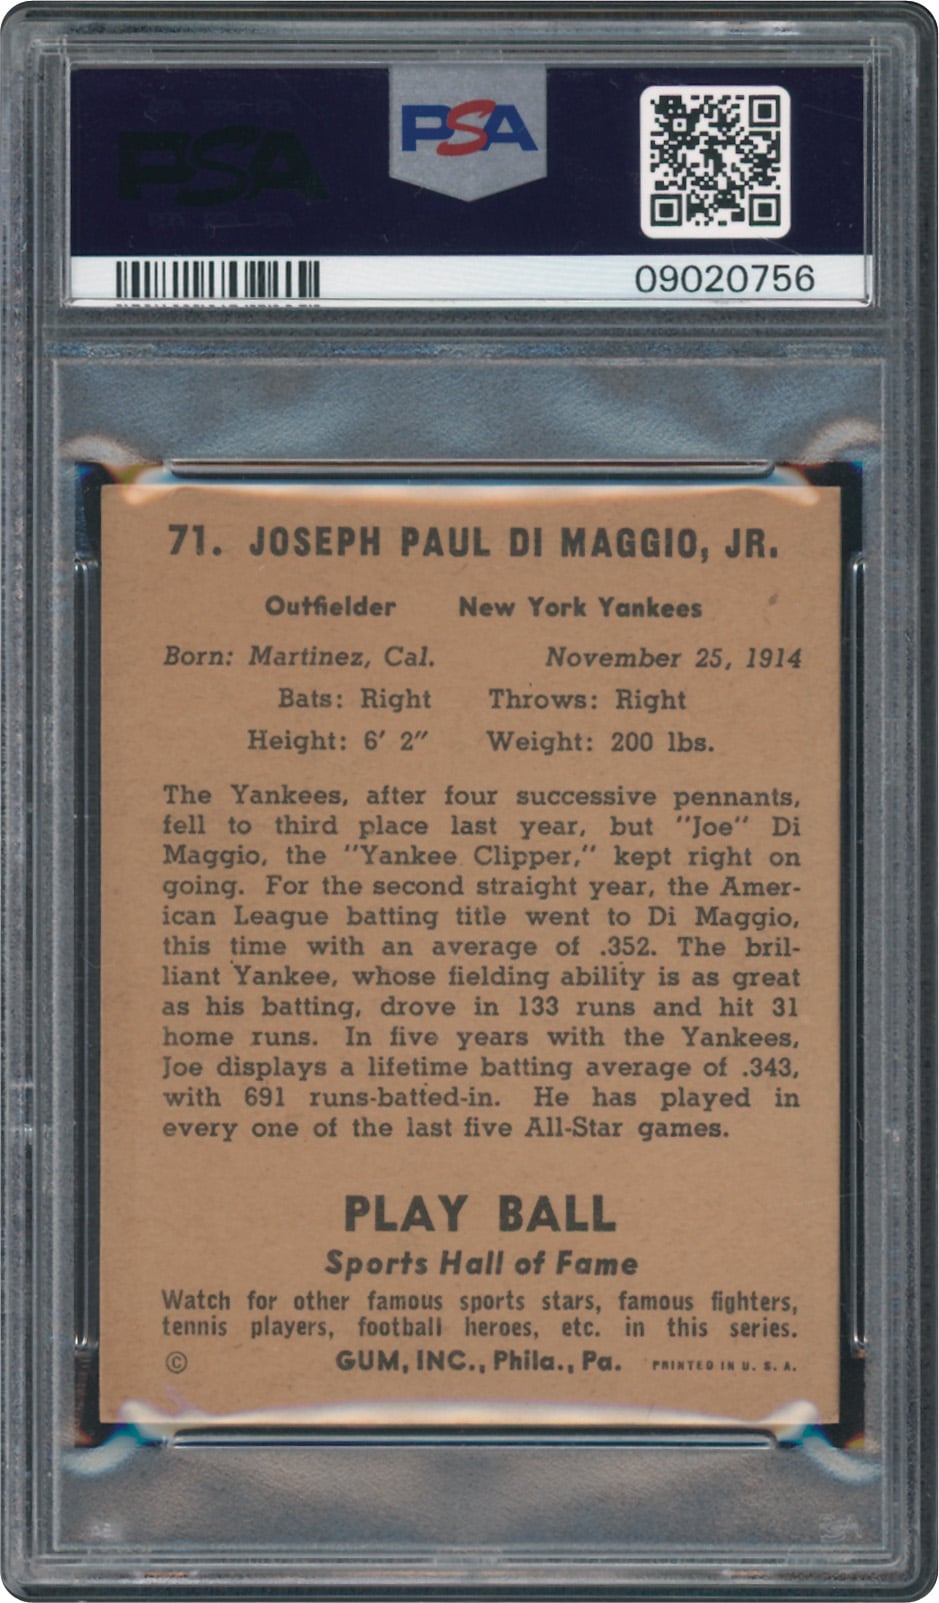 PSA
PSA
09020756
71. JOSEPH PAUL DI MAGGIO, JR.
Outfielder New York Yankees
Born: Martinez, Cal. November 25, 1914
Bats: Right Throws: Right
Height: 6′ 2″ Weight: 200 lbs.
The Yankees, after four successive pennants,
fell to third place last year, but "Joe" Di
Maggio, the "Yankee Clipper," kept right on
going. For the second straight year, the Amer-
ican League batting title went to Di Maggio,
this time with an average of .352. The bril-
liant Yankee, whose fielding ability is as great
as his batting, drove in 133 runs and hit 31
home runs. In five years with the Yankees,
Joe displays a lifetime batting average of .343,
with 691 runs-batted-in. He has played in
every one of the last five All-Star games.
PLAY BALL
Sports Hall of Fame
Watch for other famous sports stars, famous fighters,
tennis players, football heroes, etc. in this series.
© GUM, INC., Phila., Pa. PRINTED IN U. S. A.